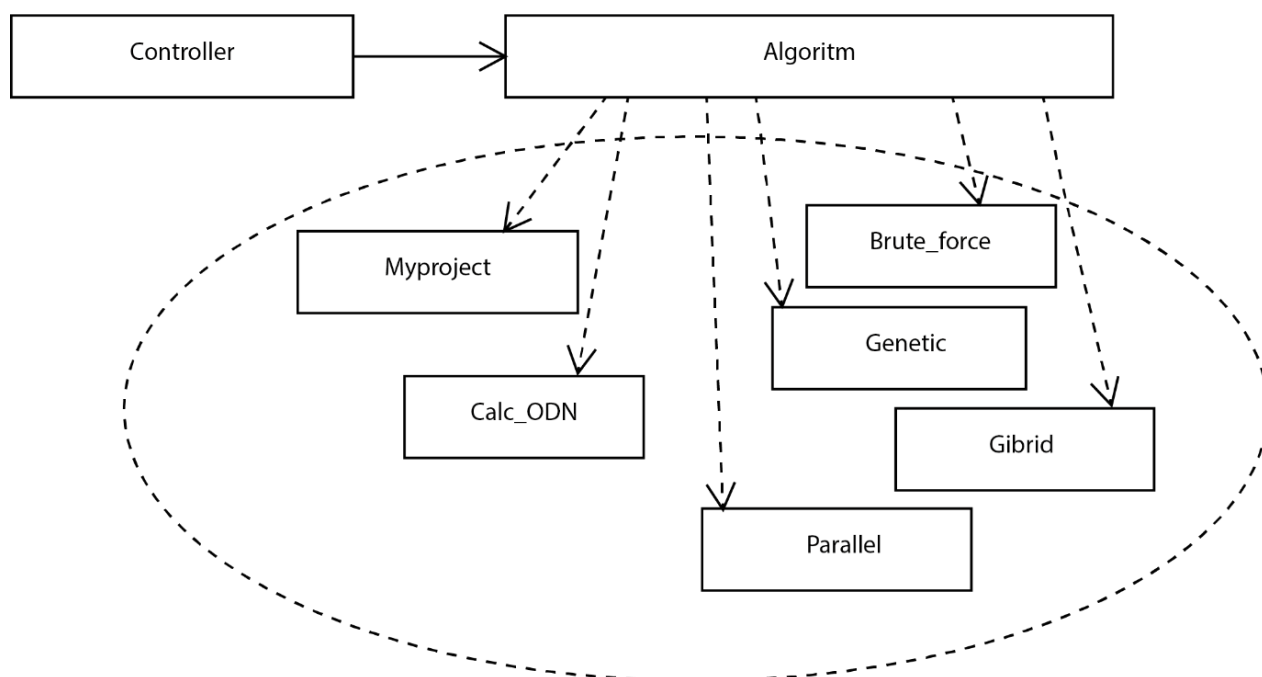 Controller
Algoritm
Brute_force
Myproject
Genetic
Calc_ODN
Gibrid
Parallel